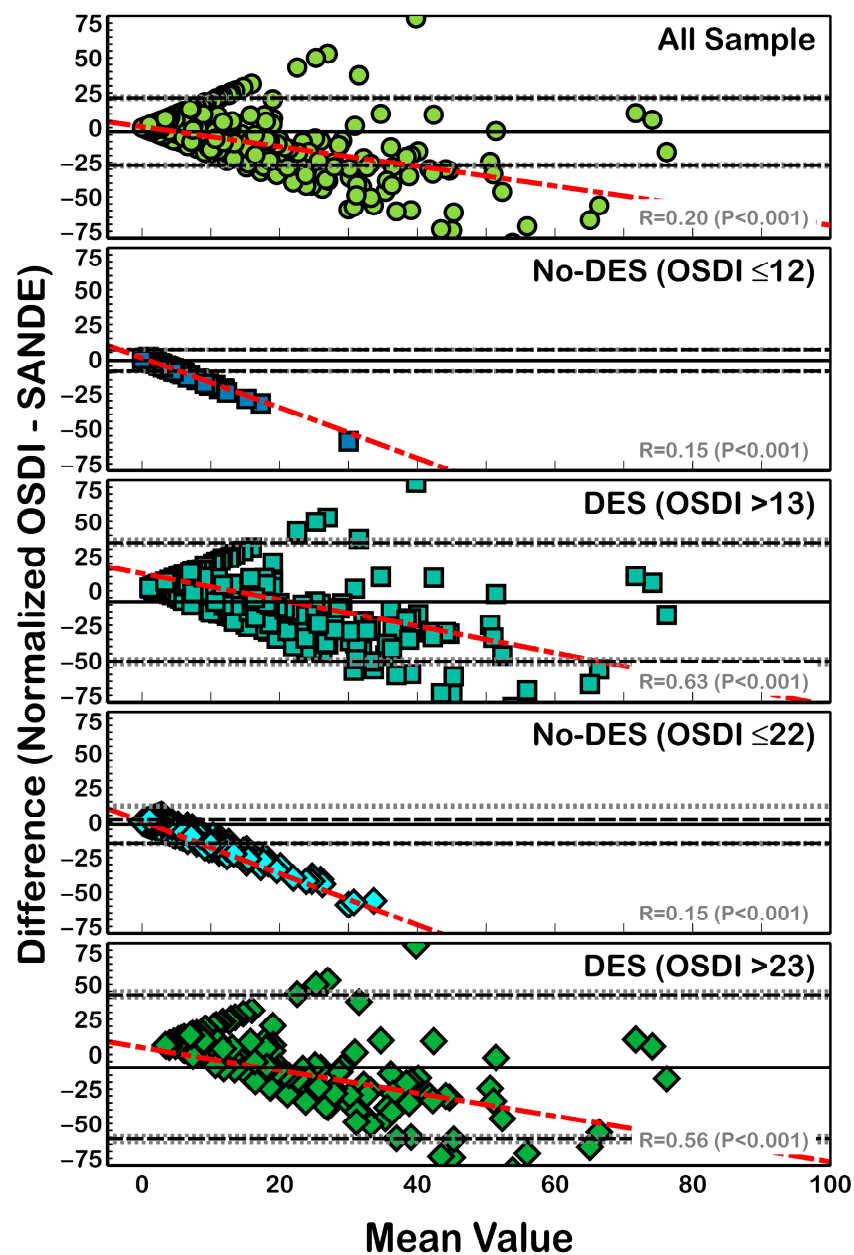 Difference (Normalized OSDI - SANDE)
75
50
25
0
−25
−50
−75
All Sample
R=0.20 (P<0.001)
75
50
25
0
−25
−50
−75
No-DES (OSDI ≤12)
R=0.15 (P<0.001)
75
50
25
0
−25
−50
−75
DES (OSDI >13)
R=0.63 (P<0.001)
75
50
25
0
−25
−50
−75
No-DES (OSDI ≤22)
R=0.15 (P<0.001)
75
50
25
0
−25
−50
−75
DES (OSDI >23)
R=0.56 (P<0.001)
0 20 40 60 80 100
Mean Value